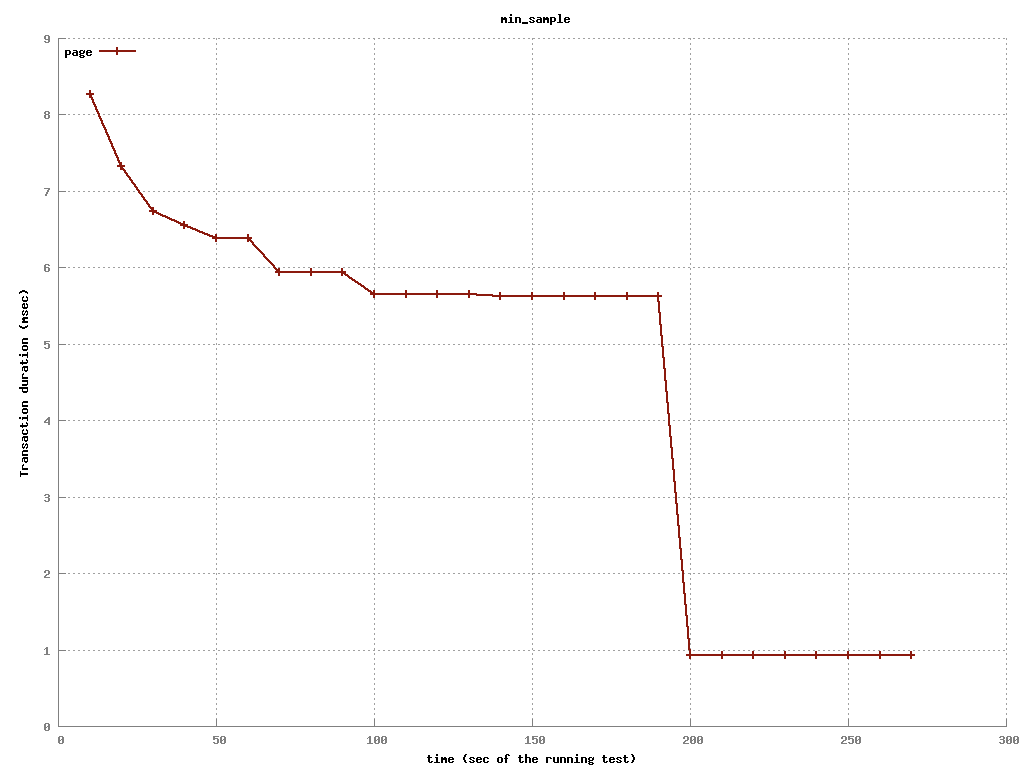 min_sample
page
9
8
7
6
5
4
3
2
1
0
Transaction duration (msec)
0 50 100 150 200 250 300
time (sec of the running test)